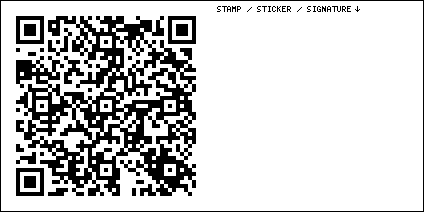 STAMP / STICKER / SIGNATURE ↓